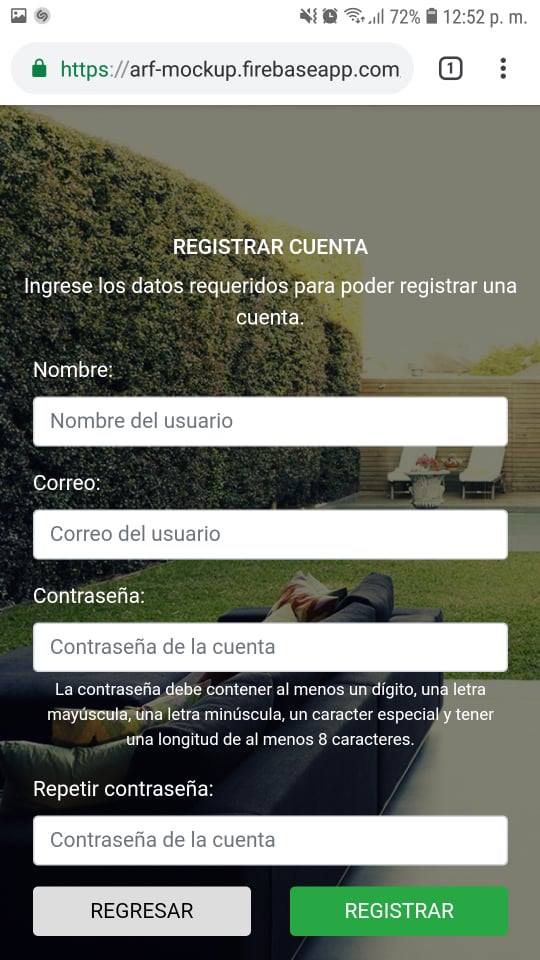 72% 12:52 p. m.
https://arf-mockup.firebaseapp.com
1
REGISTRAR CUENTA
Ingrese los datos requeridos para poder registrar una
cuenta.
Nombre:
Nombre del usuario
Correo:
Correo del usuario
Contraseña:
Contraseña de la cuenta
La contraseña debe contener al menos un dígito, una letra
mayúscula, una letra minúscula, un caracter especial y tener
una longitud de al menos 8 caracteres.
Repetir contraseña:
Contraseña de la cuenta
REGRESAR REGISTRAR